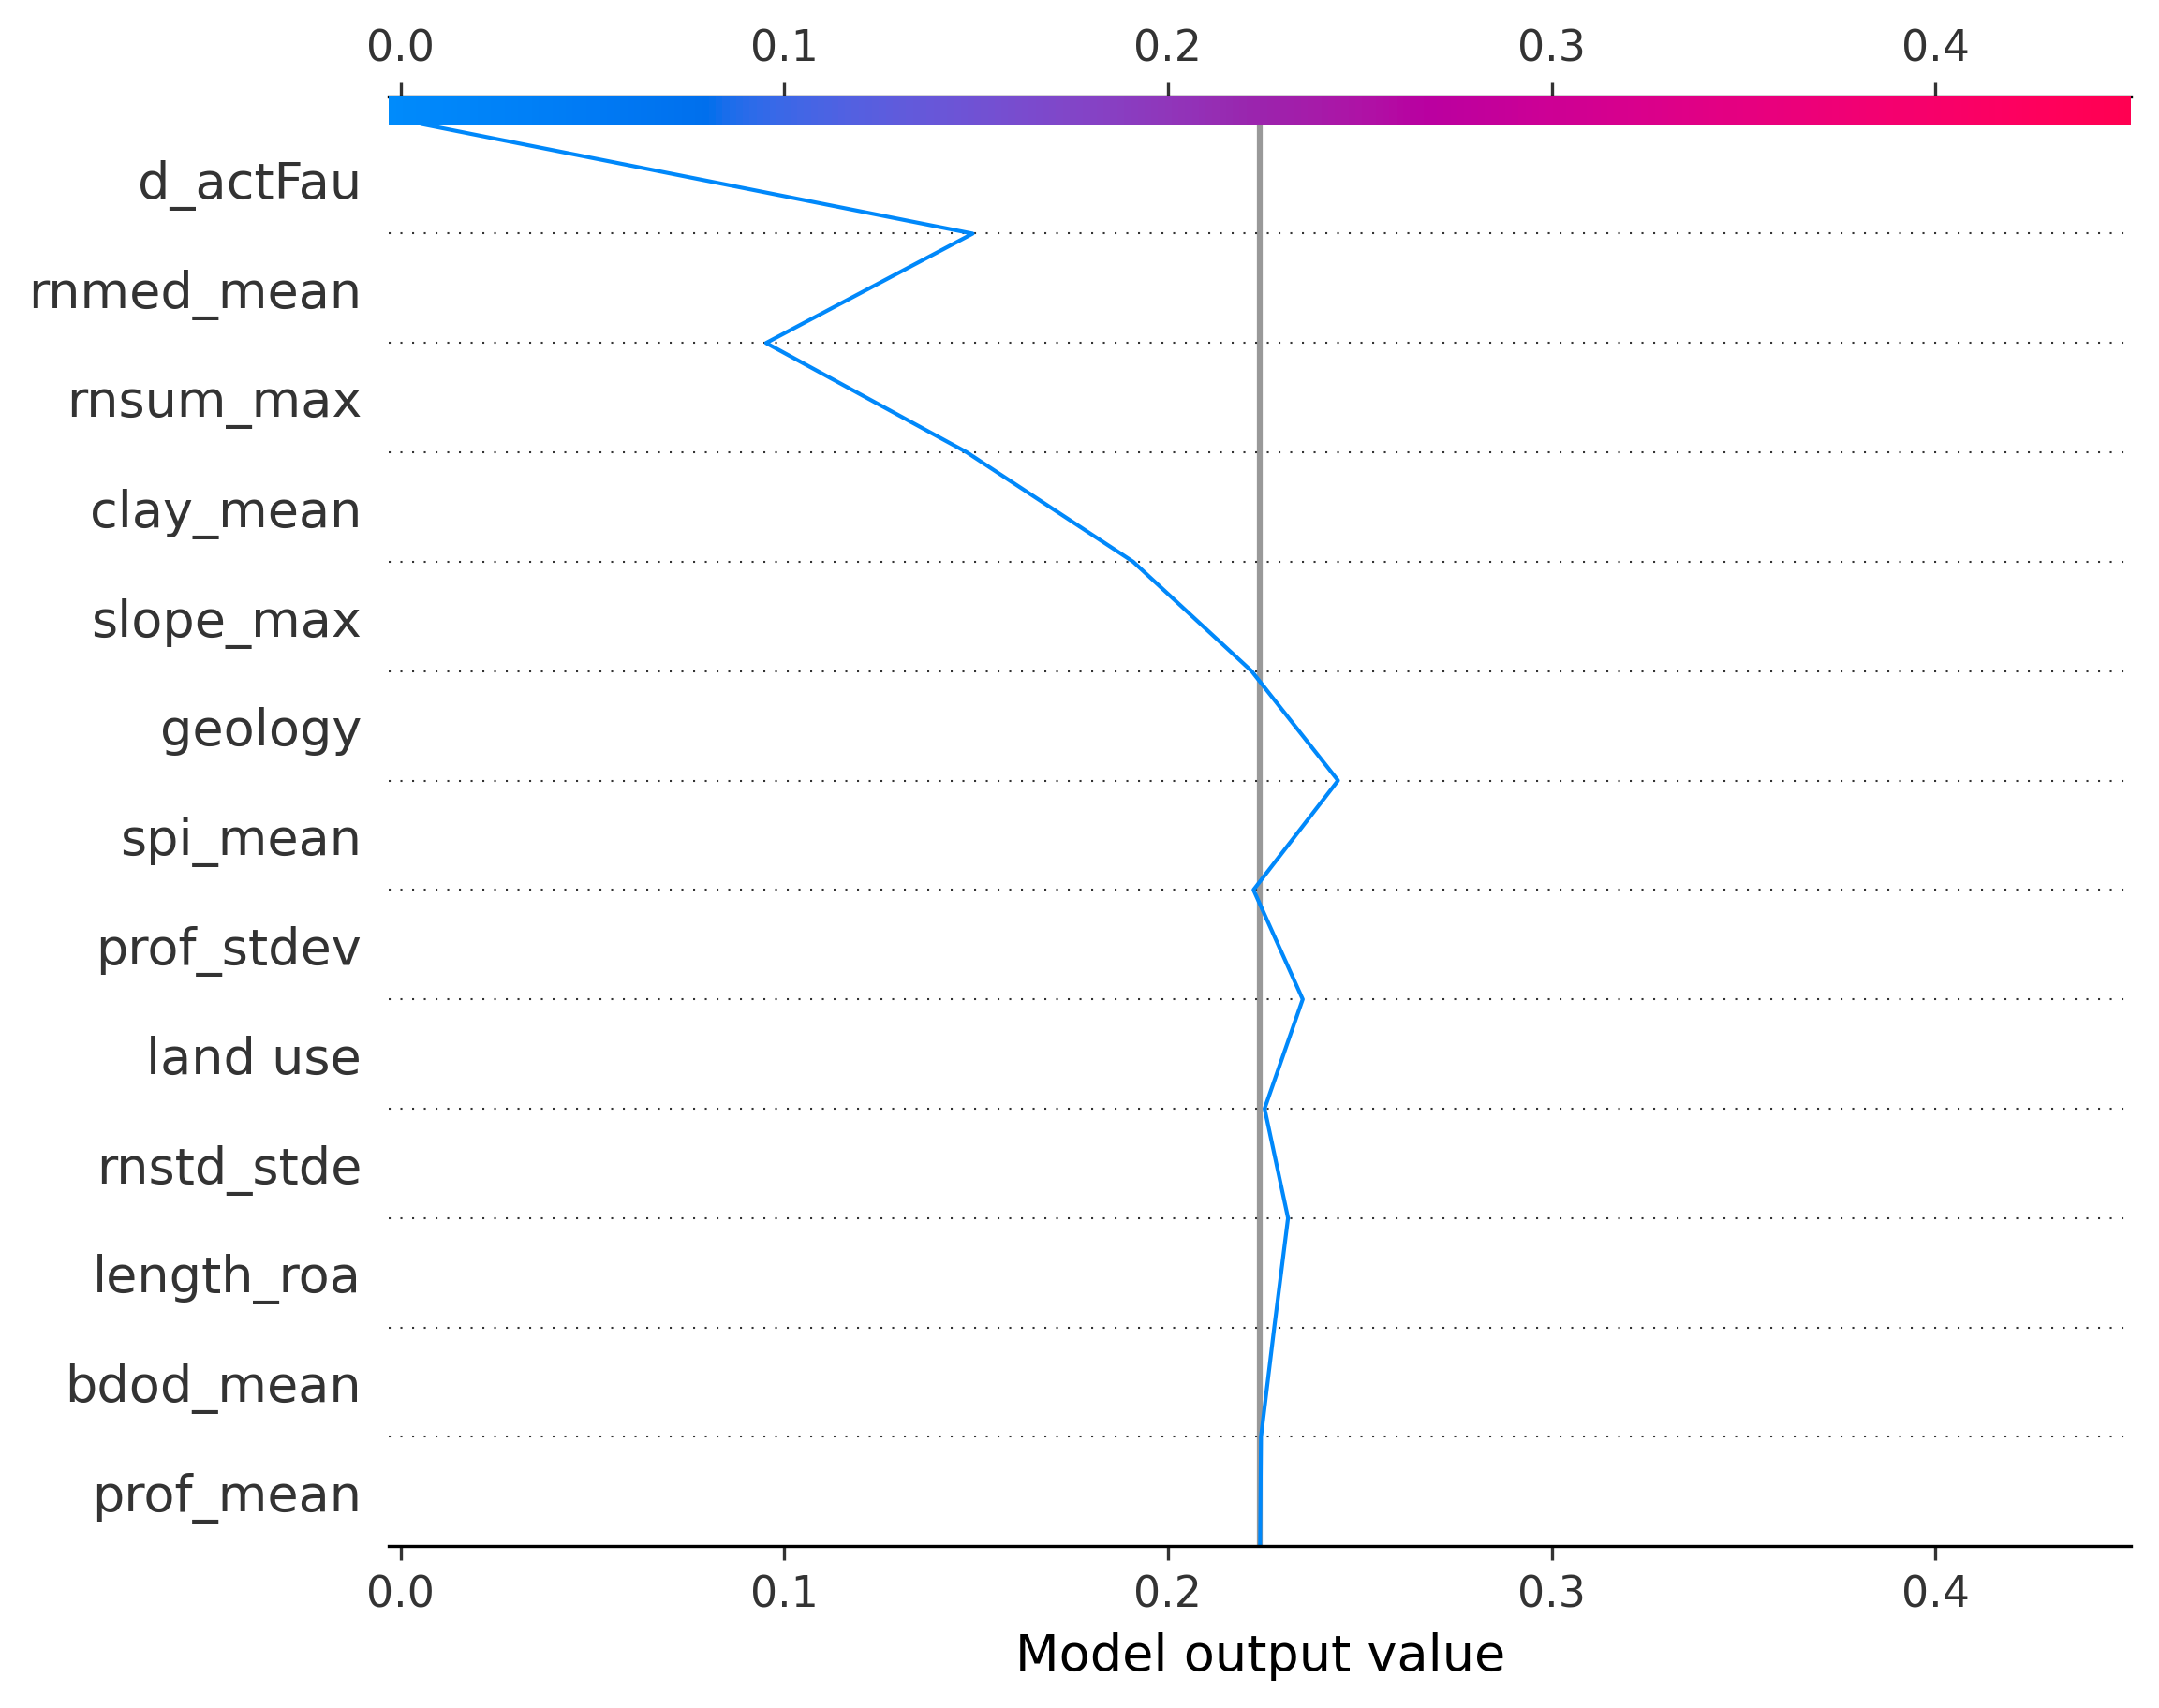 0.0 0.1 0.2 0.3 0.4
d_actFau
rnmed_mean
rnsum_max
clay_mean
slope_max
geology
spi_mean
prof_stdev
land use
rnstd_stde
length_roa
bdod_mean
prof_mean
0.0 0.1 0.2 0.3 0.4
Model output value